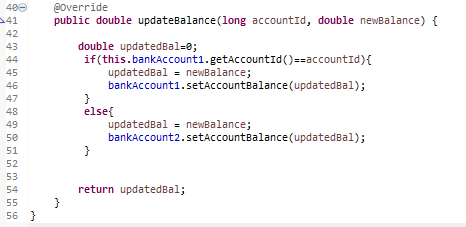 40 @Override
41 public double updateBalance(long accountId, double newBalance) {
42
43 double updatedBal=0;
44 if(this.bankAccount1.getAccountId()==accountId){
45 updatedBal = newBalance;
46 bankAccount1.setAccountBalance(updatedBal);
47 }
48 else{
49 updatedBal = newBalance;
50 bankAccount2.setAccountBalance(updatedBal);
51 }
52
53
54 return updatedBal;
55 }
56 }